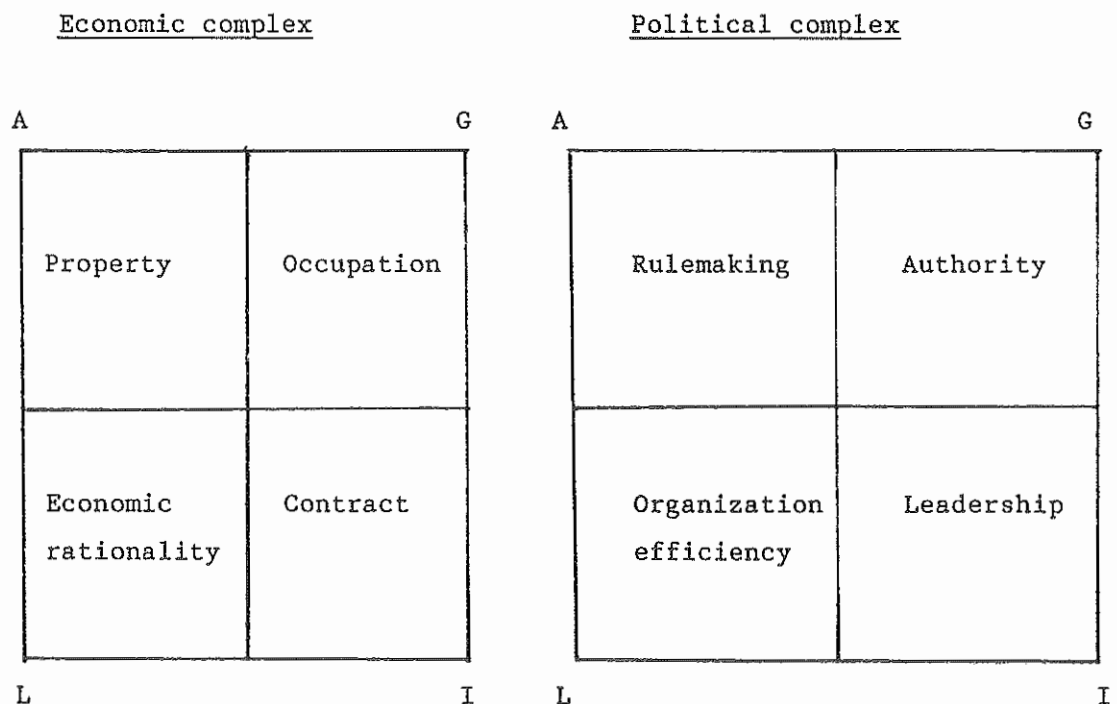 Economic complex
Political complex
A
G
A
G
Property
Occupation
Rulemaking
Authority
Economic
rationality
Contract
Organization
efficiency
Leadership
L
I
L
I